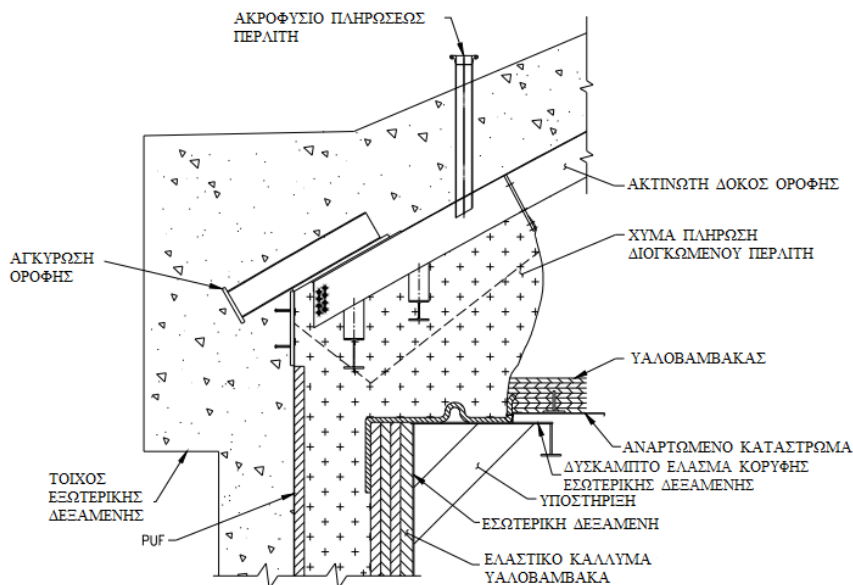 ΑΚΡΟΦΥΣΙΟ ΠΛΗΡΩΣΕΩΣ
ΠΕΡΛΙΤΗ
ΑΚΤΙΝΩΤΗ ΔΟΚΟΣ ΟΡΟΦΗΣ
ΧΥΜΑ ΠΛΗΡΩΣΗ
ΔΙΟΓΚΩΜΕΝΟΥ ΠΕΡΛΙΤΗ
ΑΓΚΥΡΩΣΗ
ΟΡΟΦΗΣ
ΥΑΛΟΒΑΜΒΑΚΑΣ
ΑΝΑΡΤΩΜΕΝΟ ΚΑΤΑΣΤΡΩΜΑ
ΔΥΣΚΑΜΠΤΟ ΕΛΑΣΜΑ ΚΟΡΥΦΗΣ
ΕΣΩΤΕΡΙΚΗΣ ΔΕΞΑΜΕΝΗΣ
ΥΠΟΣΤΗΡΙΞΗ
ΤΟΙΧΟΣ
ΕΞΩΤΕΡΙΚΗΣ
ΔΕΞΑΜΕΝΗΣ
ΕΣΩΤΕΡΙΚΗ ΔΕΞΑΜΕΝΗ
PUF
ΕΛΑΣΤΙΚΟ ΚΑΛΛΥΜΑ
ΥΑΛΟΒΑΜΒΑΚΑ